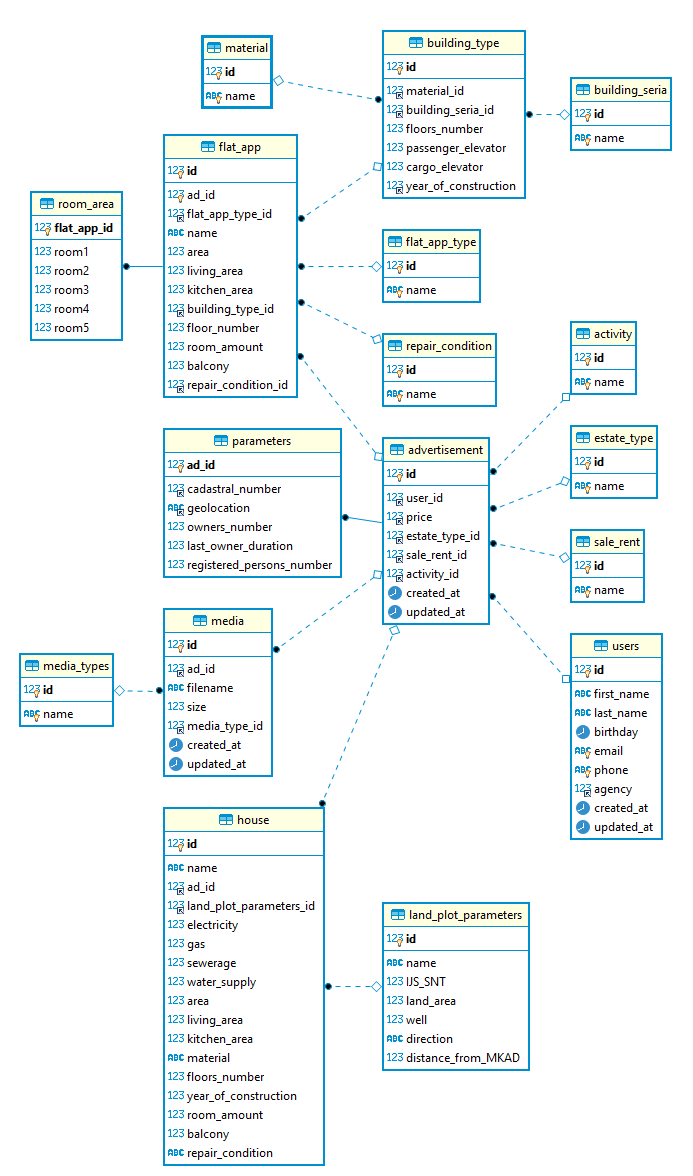 material
123 id
ABC name
building_type
123 id
123 material_id
123 building_seria_id
123 floors_number
123 passenger_elevator
123 cargo_elevator
123 year_of_construction
building_seria
123 id
ABC name
flat_app
123 id
123 ad_id
123 flat_app_type_id
ABC name
123 area
123 living_area
123 kitchen_area
123 building_type_id
123 floor_number
123 room_amount
123 balcony
123 repair_condition_id
room_area
123 flat_app_id
123 room1
123 room2
123 room3
123 room4
123 room5
flat_app_type
123 id
ABC name
repair_condition
123 id
ABC name
activity
123 id
ABC name
parameters
123 ad_id
123 cadastral_number
ABC geolocation
123 owners_number
123 last_owner_duration
123 registered_persons_number
advertisement
123 id
123 user_id
123 price
123 estate_type_id
123 sale_rent_id
123 activity_id
created_at
updated_at
estate_type
123 id
ABC name
sale_rent
123 id
ABC name
media
123 id
123 ad_id
ABC filename
123 size
123 media_type_id
created_at
updated_at
media_types
123 id
ABC name
users
123 id
ABC first_name
ABC last_name
birthday
ABC email
ABC phone
123 agency
created_at
updated_at
house
123 id
ABC name
123 ad_id
123 land_plot_parameters_id
123 electricity
123 gas
123 sewerage
123 water_supply
123 area
123 living_area
123 kitchen_area
ABC material
123 floors_number
123 year_of_construction
123 room_amount
123 balcony
ABC repair_condition
land_plot_parameters
123 id
ABC name
123 IJS_SNT
123 land_area
123 well
ABC direction
123 distance_from_MKAD